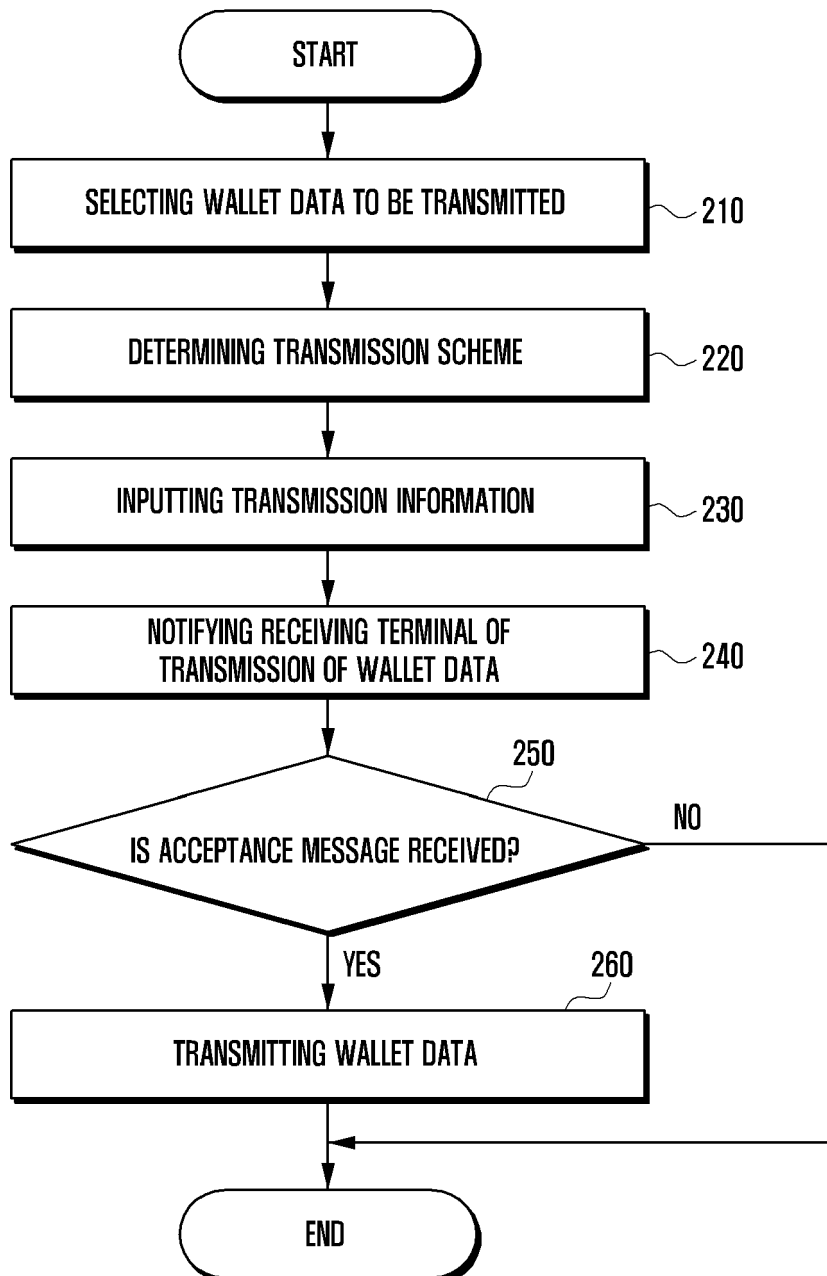 START
SELECTING WALLET DATA TO BE TRANSMITTED
210
DETERMINING TRANSMISSION SCHEME
220
INPUTTING TRANSMISSION INFORMATION
230
NOTIFYING RECEIVING TERMINAL OF
TRANSMISSION OF WALLET DATA
240
250
IS ACCEPTANCE MESSAGE RECEIVED?
NO
YES
260
TRANSMITTING WALLET DATA
END